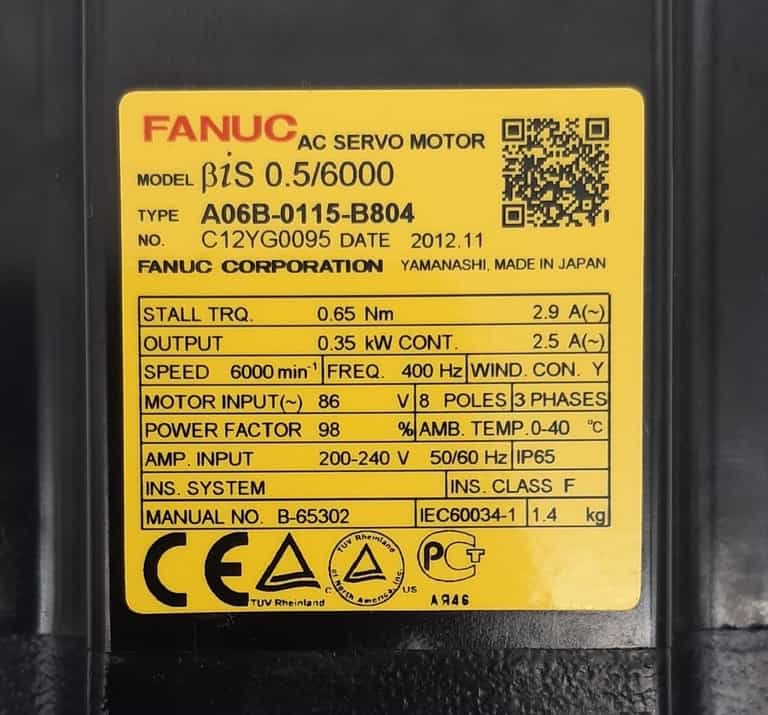 FANUC AC SERVO MOTOR
MODEL βiS 0.5/6000
TYPE A06B-0115-B804
NO. C12YG0095 DATE 2012.11
FANUC CORPORATION YAMANASHI, MADE IN JAPAN
STALL TRQ. 0.65 Nm 2.9 A(~)
OUTPUT 0.35 kW CONT. 2.5 A(~)
SPEED 6000 min⁻¹ FREQ. 400 Hz WIND. CON. Y
MOTOR INPUT(~) 86 V 8 POLES 3 PHASES
POWER FACTOR 98 % AMB. TEMP.0-40 °C
AMP. INPUT 200-240 V 50/60 Hz IP65
INS. SYSTEM INS. CLASS F
MANUAL NO. B-65302 IEC60034-1 1.4 kg
CE
TUV Rheinland
TUV Rheinland of North America, Inc.
C US
РСТ
АЯ46